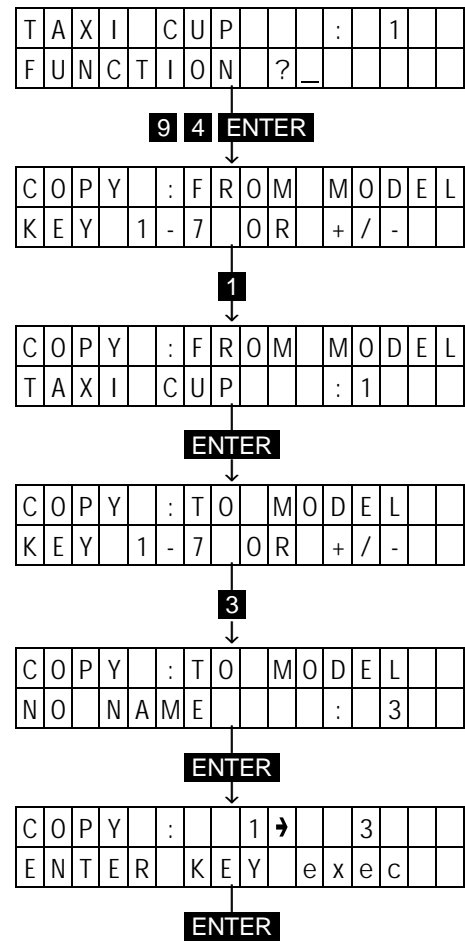 TAXI CUP : 1
FUNCTION ?_
9 4 ENTER
COPY :FROM MODEL
KEY 1-7 OR +/-
1
COPY :FROM MODEL
TAXI CUP :1
ENTER
COPY :TO MODEL
KEY 1-7 OR +/-
3
COPY :TO MODEL
NO NAME : 3
ENTER
COPY : 1→ 3
ENTER KEY exec
ENTER